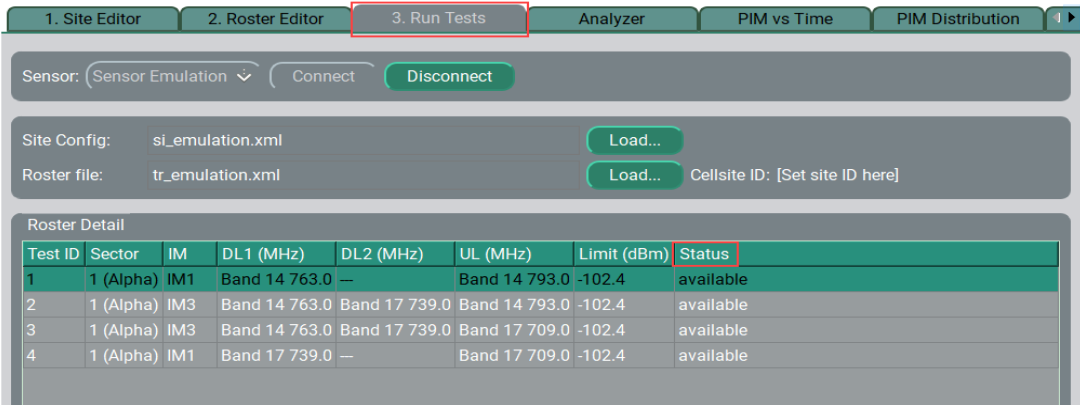 1. Site Editor 2. Roster Editor 3. Run Tests Analyzer PIM vs Time PIM Distribution
Sensor: Sensor Emulation Connect Disconnect
Site Config: si_emulation.xml Load...
Roster file: tr_emulation.xml Load... Cellsite ID: [Set site ID here]
Roster Detail
Test ID Sector IM DL1 (MHz) DL2 (MHz) UL (MHz) Limit (dBm) Status
1 1 (Alpha) IM1 Band 14 763.0 --- Band 14 793.0 -102.4 available
2 1 (Alpha) IM3 Band 14 763.0 Band 17 739.0 Band 14 793.0 -102.4 available
3 1 (Alpha) IM3 Band 14 763.0 Band 17 739.0 Band 17 709.0 -102.4 available
4 1 (Alpha) IM1 Band 17 739.0 --- Band 17 709.0 -102.4 available